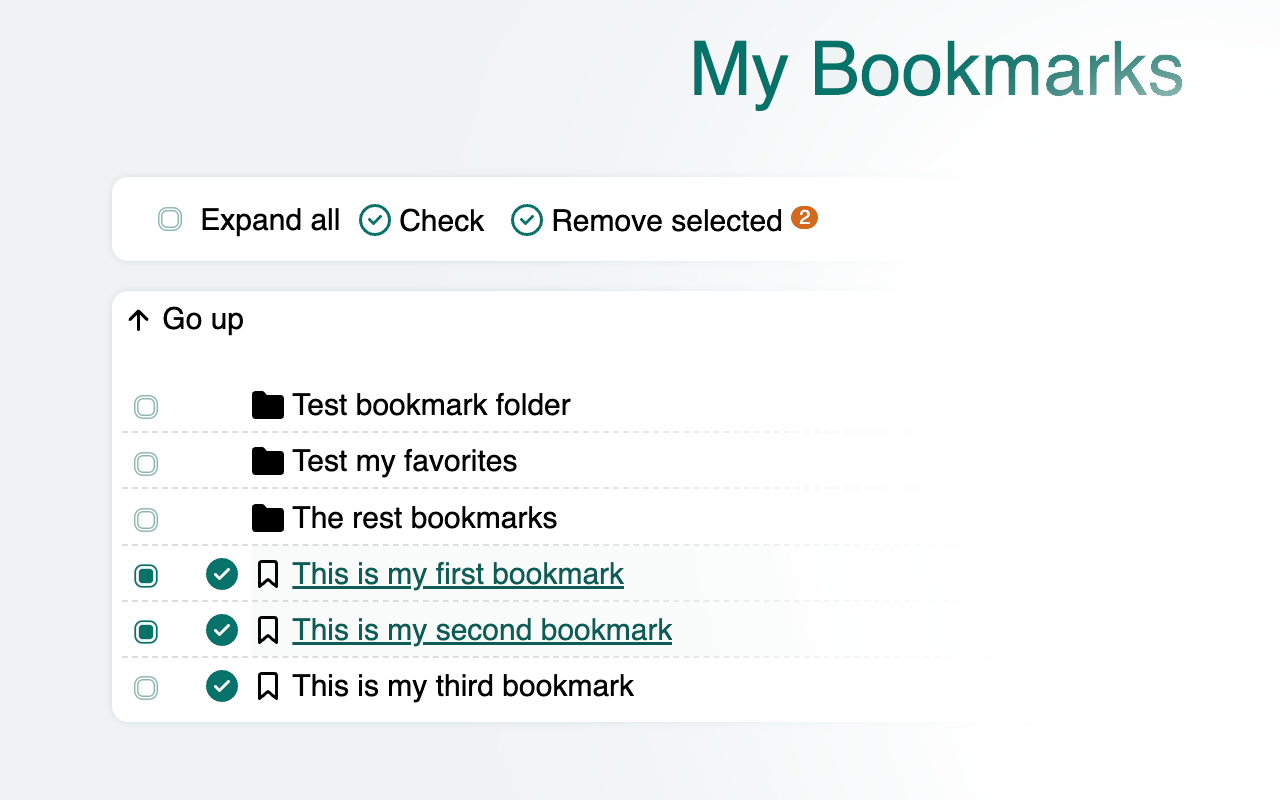 My Bookmarks
Expand all Check Remove selected 2
Go up
Test bookmark folder
Test my favorites
The rest bookmarks
This is my first bookmark
This is my second bookmark
This is my third bookmark